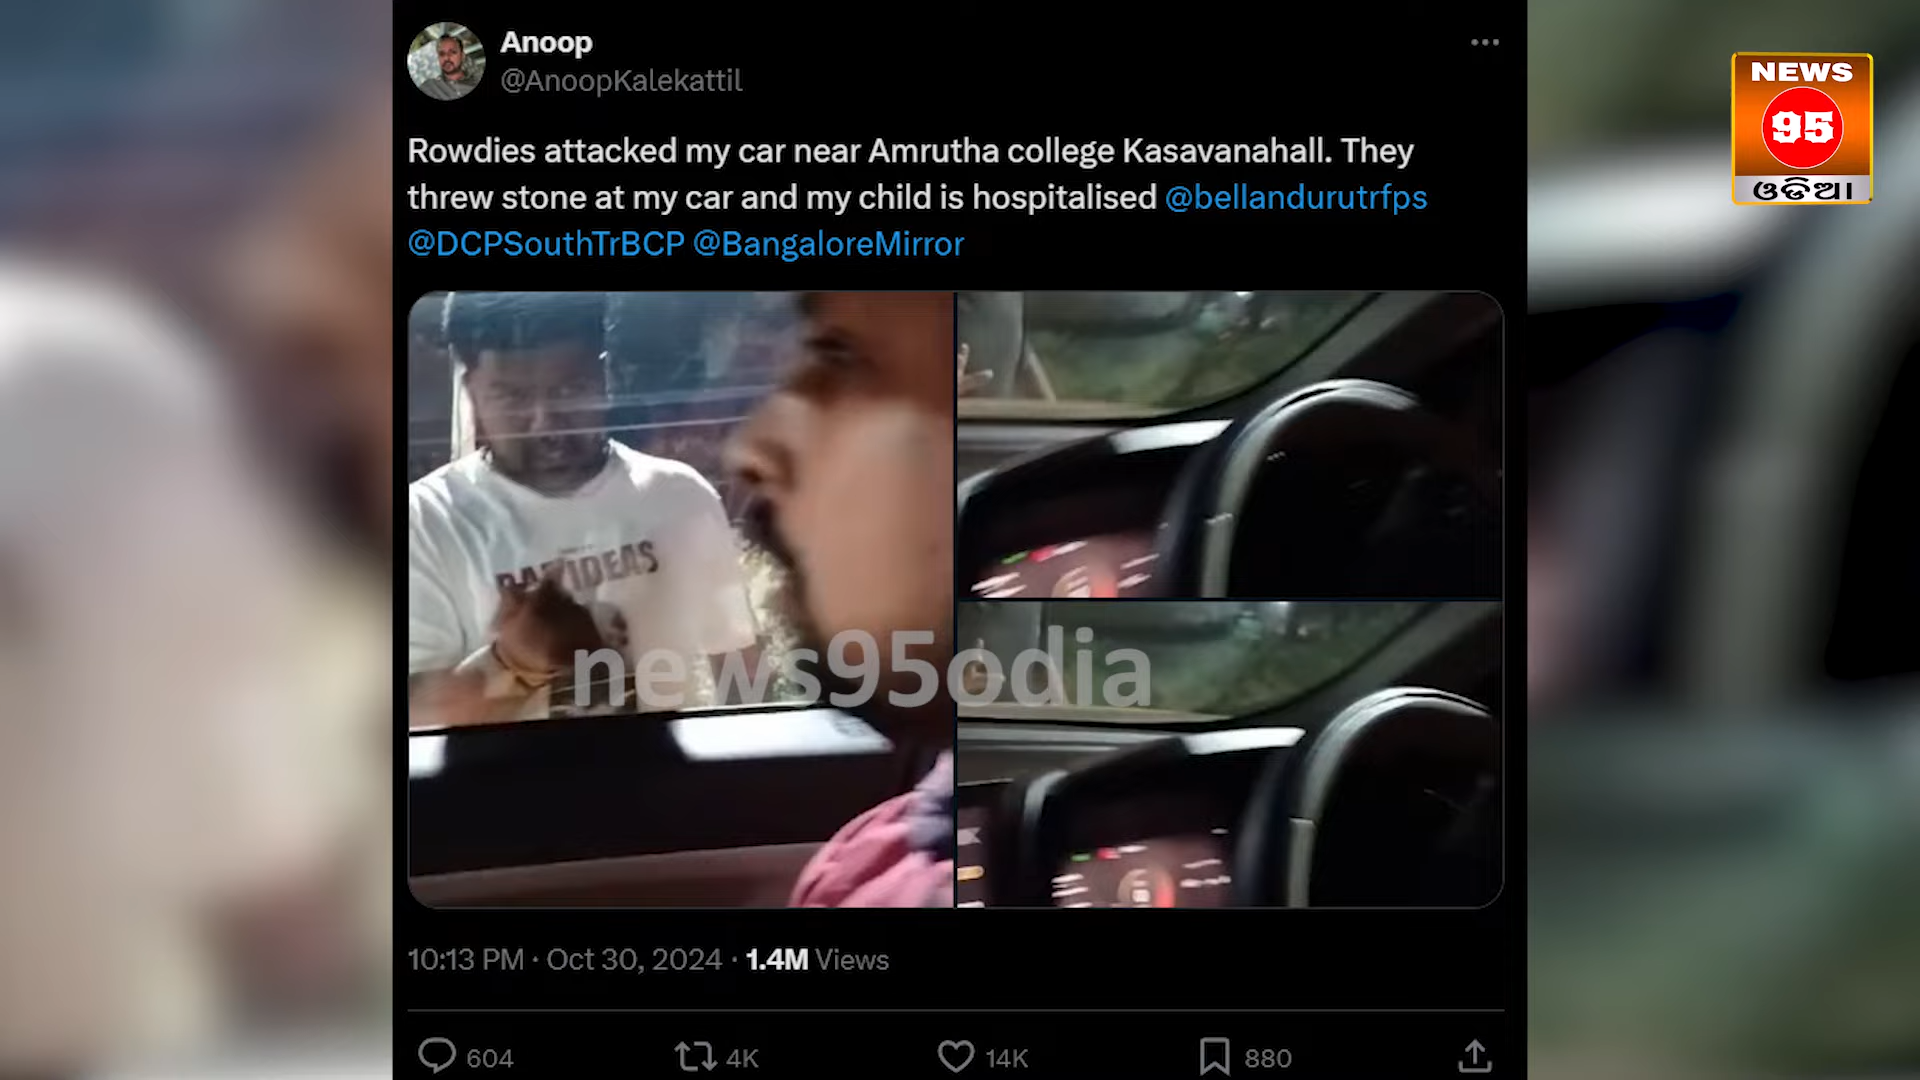 Anoop
@AnoopKalekattil
NEWS
95
ଓଡିଆ
Rowdies attacked my car near Amrutha college Kasavanahall. They
threw stone at my car and my child is hospitalised @bellandurutrfps
@DCPSouthTrBCP @BangaloreMirror
IDEAS
news95odia
10:13 PM · Oct 30, 2024 · 1.4M Views
604 4K 14K 880